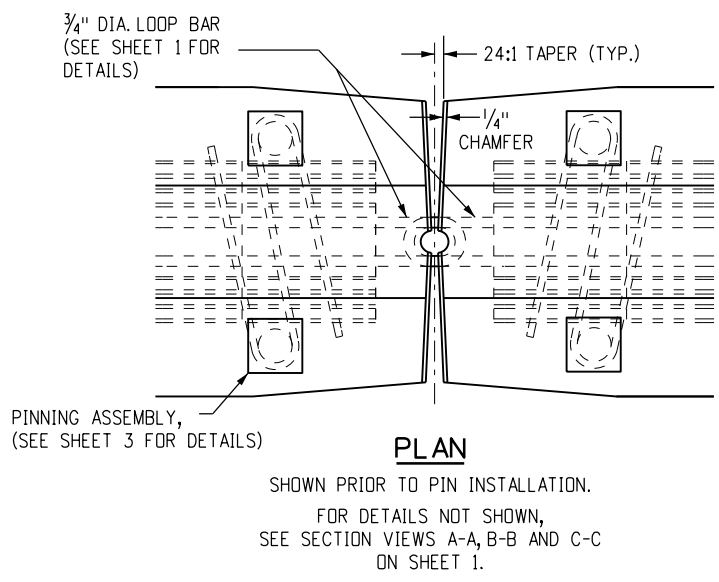 ¾" DIA. LOOP BAR
(SEE SHEET 1 FOR
DETAILS)
24:1 TAPER (TYP.)
¼"
CHAMFER
PINNING ASSEMBLY,
(SEE SHEET 3 FOR DETAILS)
PLAN
SHOWN PRIOR TO PIN INSTALLATION.
FOR DETAILS NOT SHOWN,
SEE SECTION VIEWS A-A, B-B AND C-C
ON SHEET 1.